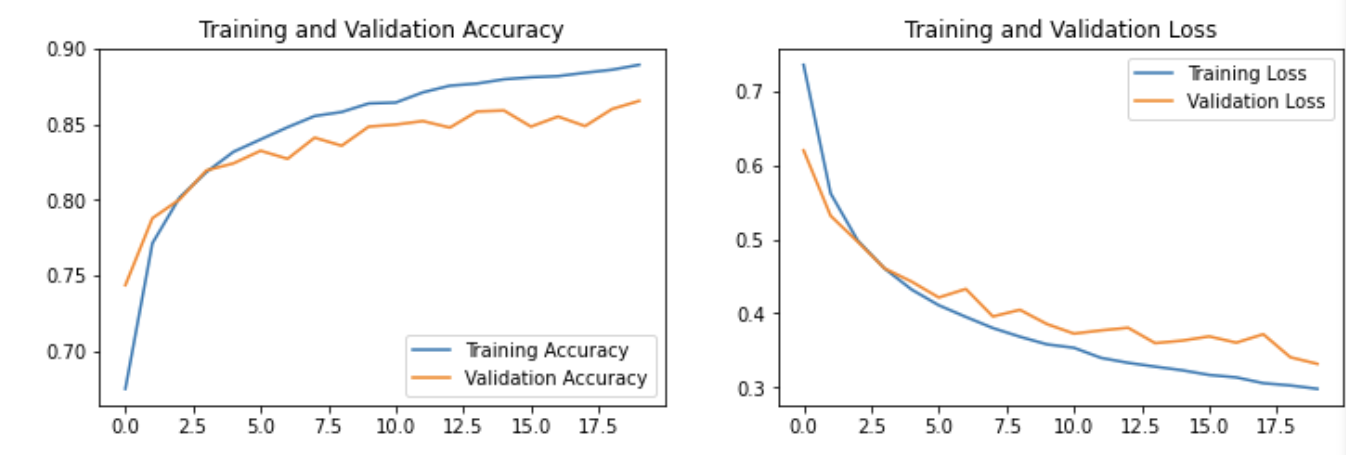 Training and Validation Accuracy
0.90
0.85
0.80
0.75
0.70
Training Accuracy
Validation Accuracy
0.0 2.5 5.0 7.5 10.0 12.5 15.0 17.5
Training and Validation Loss
Training Loss
Validation Loss
0.7
0.6
0.5
0.4
0.3
0.0 2.5 5.0 7.5 10.0 12.5 15.0 17.5